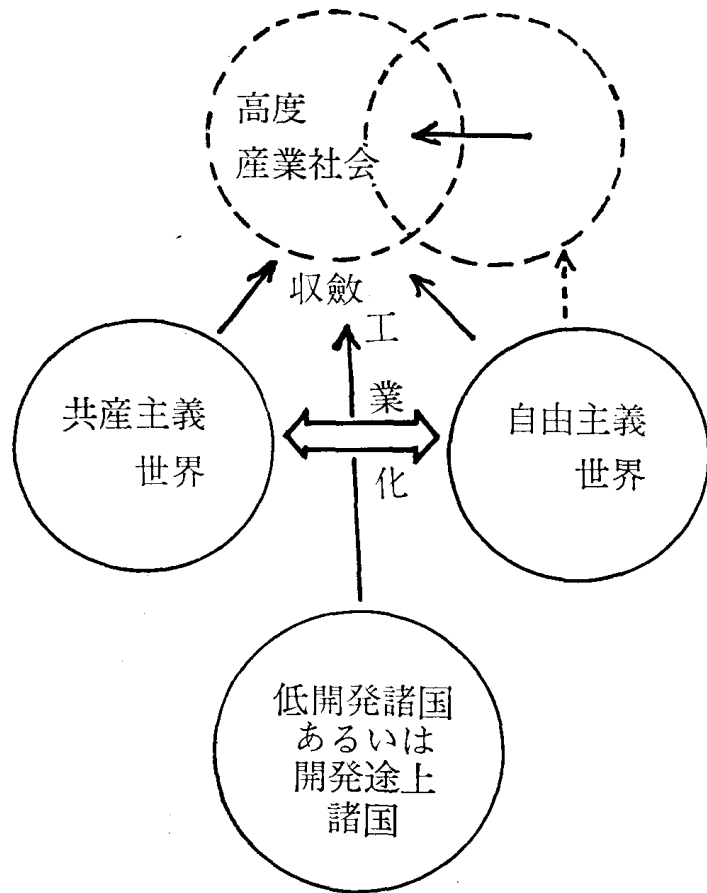 高度
産業社会
収斂
工
業
化
共産主義
世界
自由主義
世界
低開発諸国
あるいは
開発途上
諸国